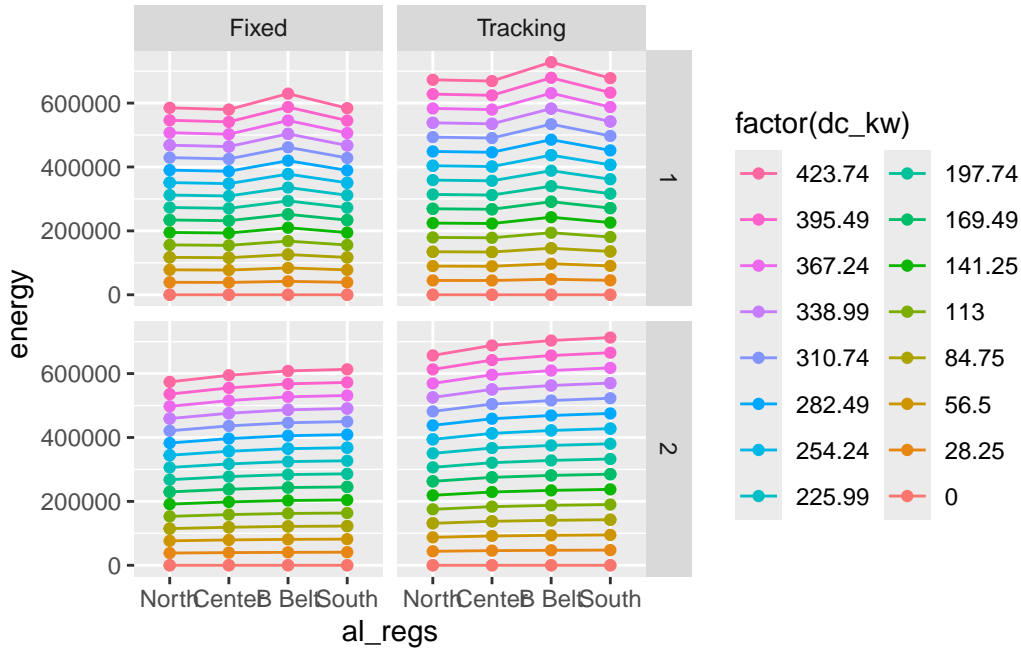 Fixed
Tracking
600000
400000
200000
0
1
600000
400000
200000
0
2
energy
North
Center
B Belt
South
North
Center
B Belt
South
al_regs
factor(dc_kw)
423.74
395.49
367.24
338.99
310.74
282.49
254.24
225.99
197.74
169.49
141.25
113
84.75
56.5
28.25
0